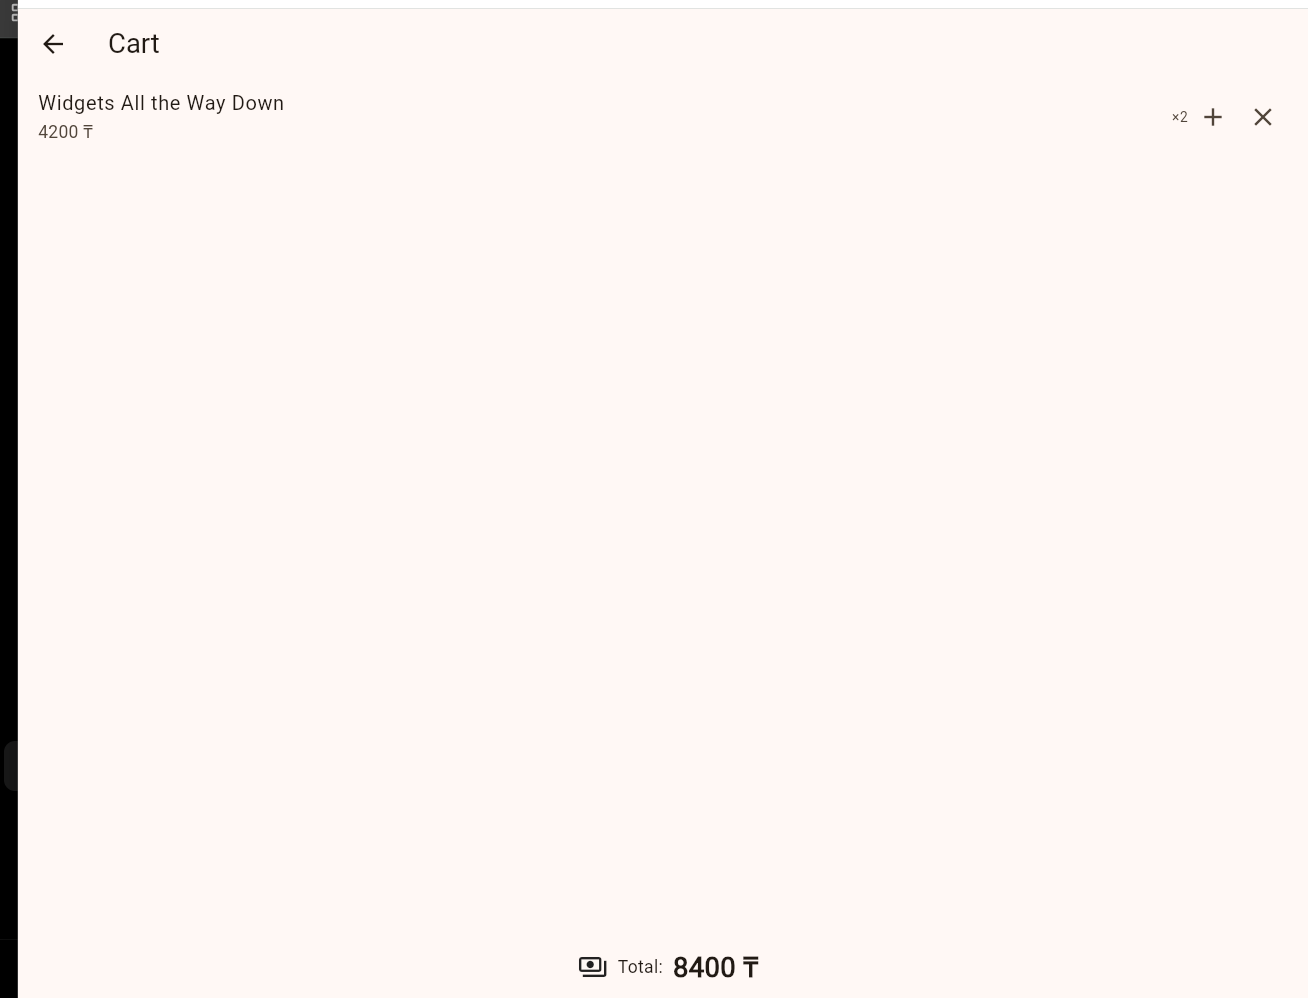 Cart
Widgets All the Way Down
4200 ₸
×2
Total: 8400 ₸